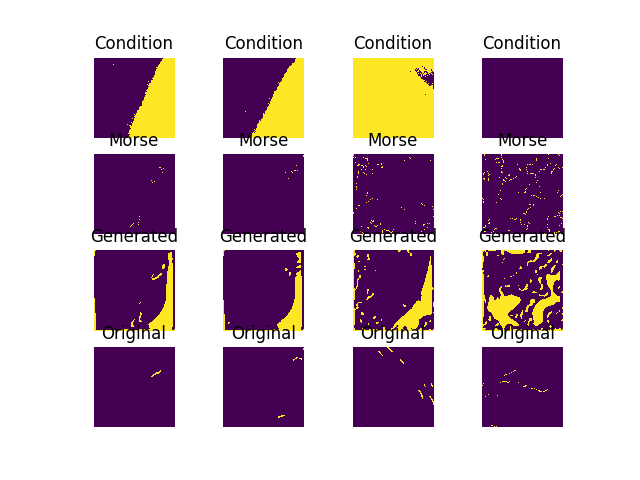 Condition Condition Condition Condition
Morse Morse Morse Morse
Generated Generated Generated Generated
Original Original Original Original